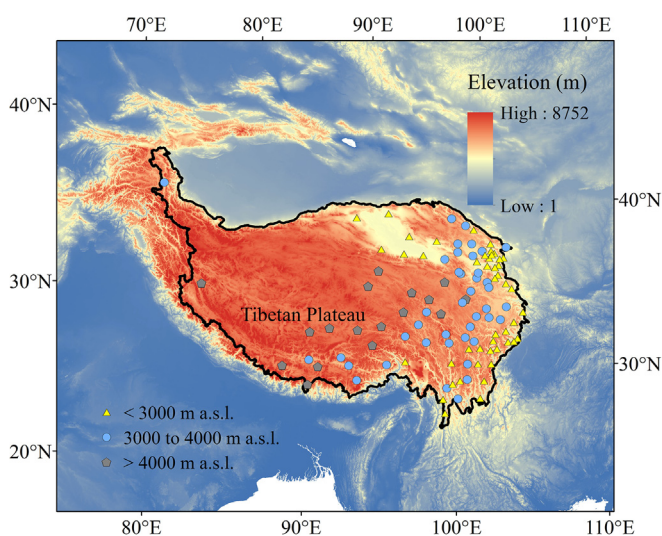 70°E 80°E 90°E 100°E 110°E
Elevation (m)
High : 8752
Low : 1
40°N
40°N
30°N
30°N
20°N
Tibetan Plateau
< 3000 m a.s.l.
3000 to 4000 m a.s.l.
> 4000 m a.s.l.
80°E 90°E 100°E 110°E